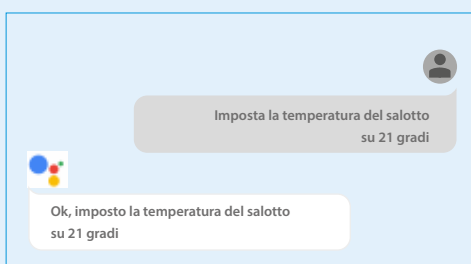 Imposta la temperatura del salotto
su 21 gradi
Ok, imposto la temperatura del salotto
su 21 gradi